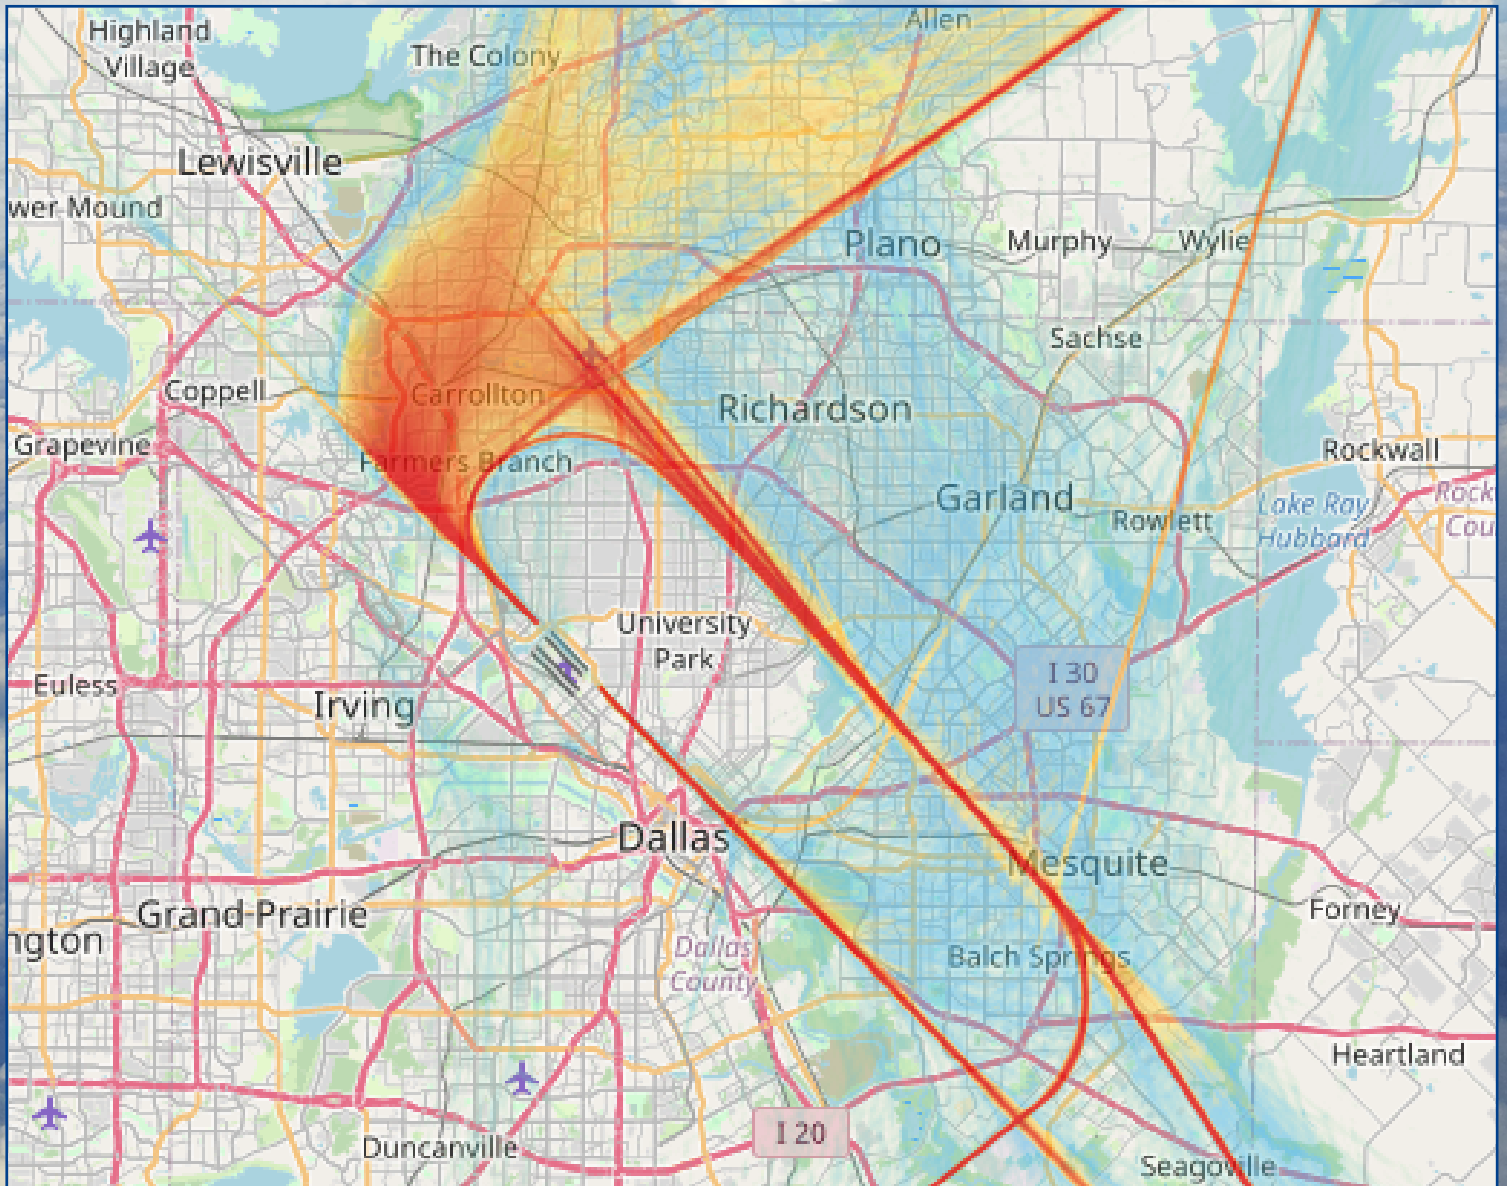 Highland
Village
The Colony
Allen
Lewisville
wer Mound
Plano
Murphy
Wylie
Sachse
Coppell
Carrollton
Richardson
Grapevine
Farmers Branch
Rockwall
Garland
Rowlett
Lake Ray
Hubbard
Rock
Cou
University
Park
I 30
US 67
Euless
Irving
Dallas
Mesquite
Grand Prairie
ngton
Forney
Dallas
County
Balch Springs
Heartland
I 20
Duncanville
Seagoville